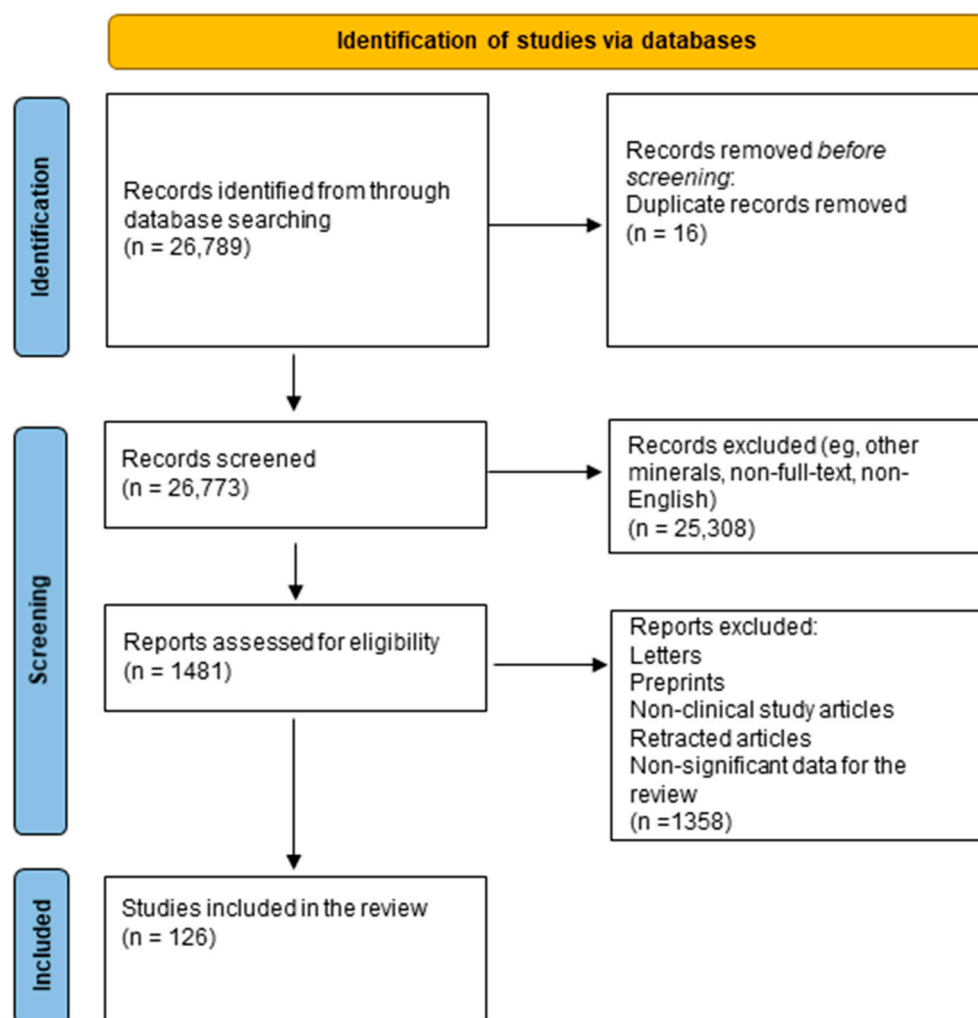 Identification of studies via databases
Identification
Records identified from through
database searching
(n = 26,789)
Records removed before
screening:
Duplicate records removed
(n = 16)
Screening
Records screened
(n = 26,773)
Records excluded (eg, other
minerals, non-full-text, non-
English)
(n = 25,308)
Reports assessed for eligibility
(n = 1481)
Reports excluded:
Letters
Preprints
Non-clinical study articles
Retracted articles
Non-significant data for the
review
(n =1358)
Included
Studies included in the review
(n = 126)